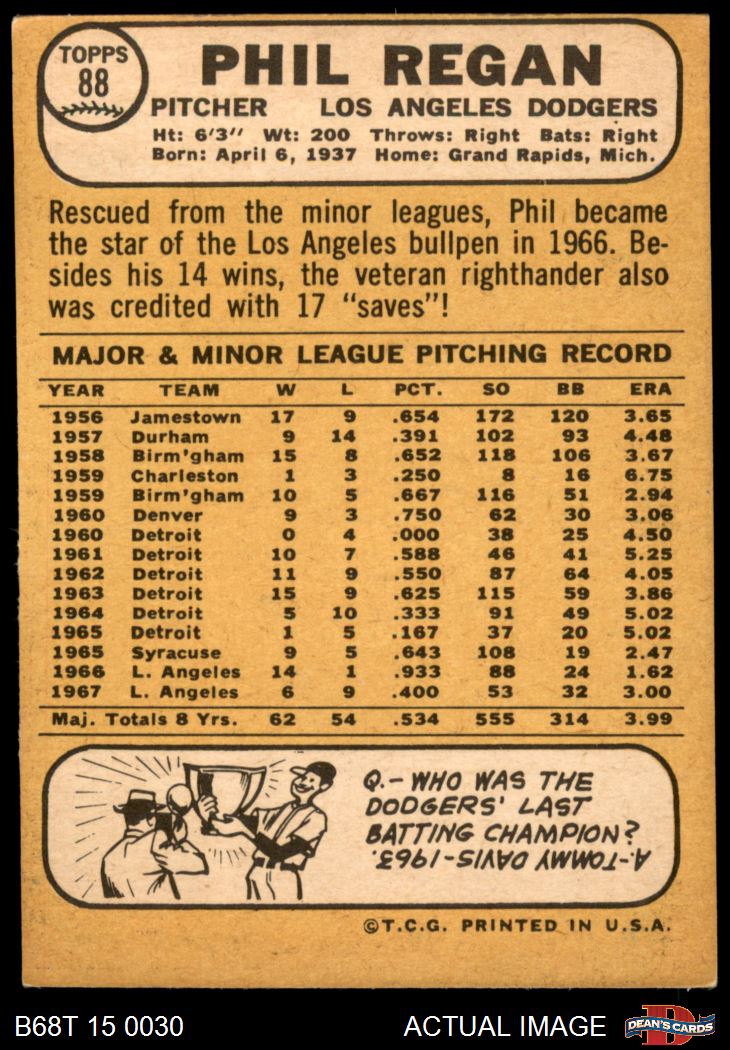 TOPPS
88
PHIL REGAN
PITCHER LOS ANGELES DODGERS
Ht: 6'3" Wt: 200 Throws: Right Bats: Right
Born: April 6, 1937 Home: Grand Rapids, Mich.
Rescued from the minor leagues, Phil became
the star of the Los Angeles bullpen in 1966. Be-
sides his 14 wins, the veteran righthander also
was credited with 17 "saves"!
MAJOR & MINOR LEAGUE PITCHING RECORD
YEAR TEAM W L PCT. SO BB ERA
1956 Jamestown 17 9 .654 172 120 3.65
1957 Durham 9 14 .391 102 93 4.48
1958 Birm'gham 15 8 .652 118 106 3.67
1959 Charleston 1 3 .250 8 16 6.75
1959 Birm'gham 10 5 .667 116 51 2.94
1960 Denver 9 3 .750 62 30 3.06
1960 Detroit 0 4 .000 38 25 4.50
1961 Detroit 10 7 .588 46 41 5.25
1962 Detroit 11 9 .550 87 64 4.05
1963 Detroit 15 9 .625 115 59 3.86
1964 Detroit 5 10 .333 91 49 5.02
1965 Detroit 1 5 .167 37 20 5.02
1965 Syracuse 9 5 .643 108 19 2.47
1966 L. Angeles 14 1 .933 88 24 1.62
1967 L. Angeles 6 9 .400 53 32 3.00
Maj. Totals 8 Yrs. 62 54 .534 555 314 3.99
Q.- WHO WAS THE
DODGERS' LAST
BATTING CHAMPION?
A-TOMMY DAVIS-1963.
©T.C.G. PRINTED IN U.S.A.
B68T 15 0030 ACTUAL IMAGE
D
DEAN'S CARDS